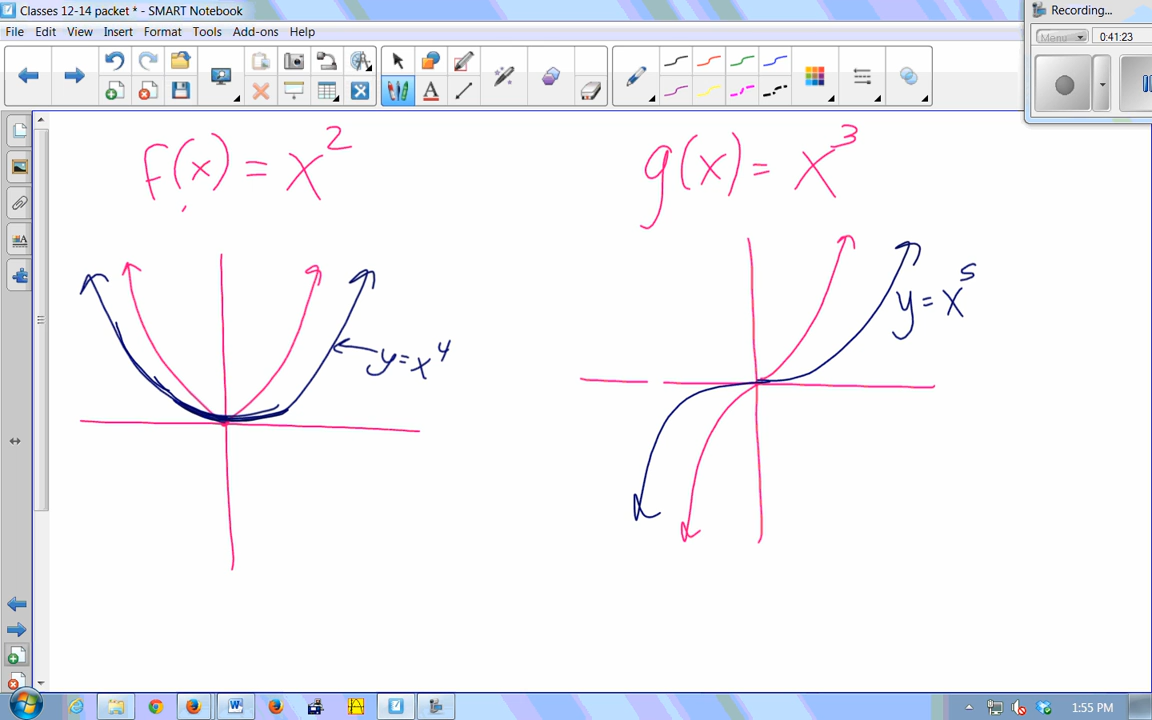 Classes 12-14 packet * - SMART Notebook
Recording...
File Edit View Insert Format Tools Add-ons Help
Menu
0:41:23
f(x) = x²
g(x) = x³
y = x⁵
y = x⁴
1:55 PM